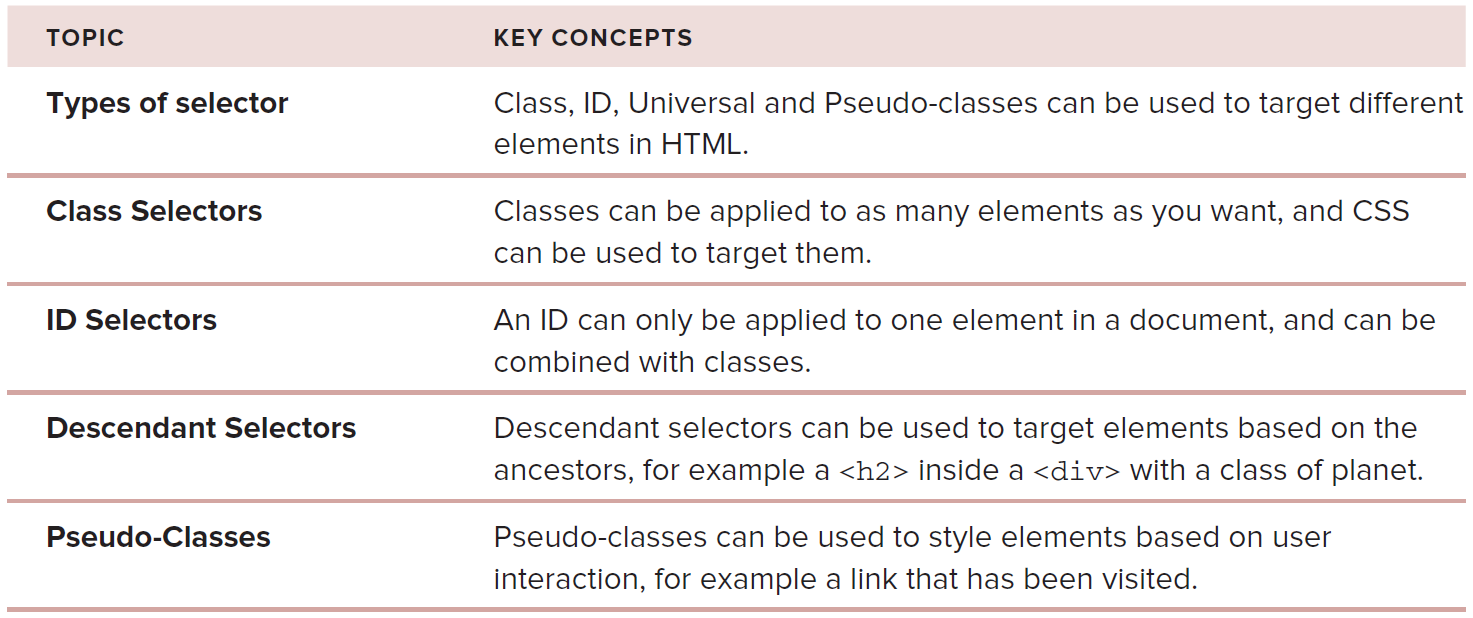 TOPIC KEY CONCEPTS
Types of selector Class, ID, Universal and Pseudo-classes can be used to target different
elements in HTML.
Class Selectors Classes can be applied to as many elements as you want, and CSS
can be used to target them.
ID Selectors An ID can only be applied to one element in a document, and can be
combined with classes.
Descendant Selectors Descendant selectors can be used to target elements based on the
ancestors, for example a <h2> inside a <div> with a class of planet.
Pseudo-Classes Pseudo-classes can be used to style elements based on user
interaction, for example a link that has been visited.